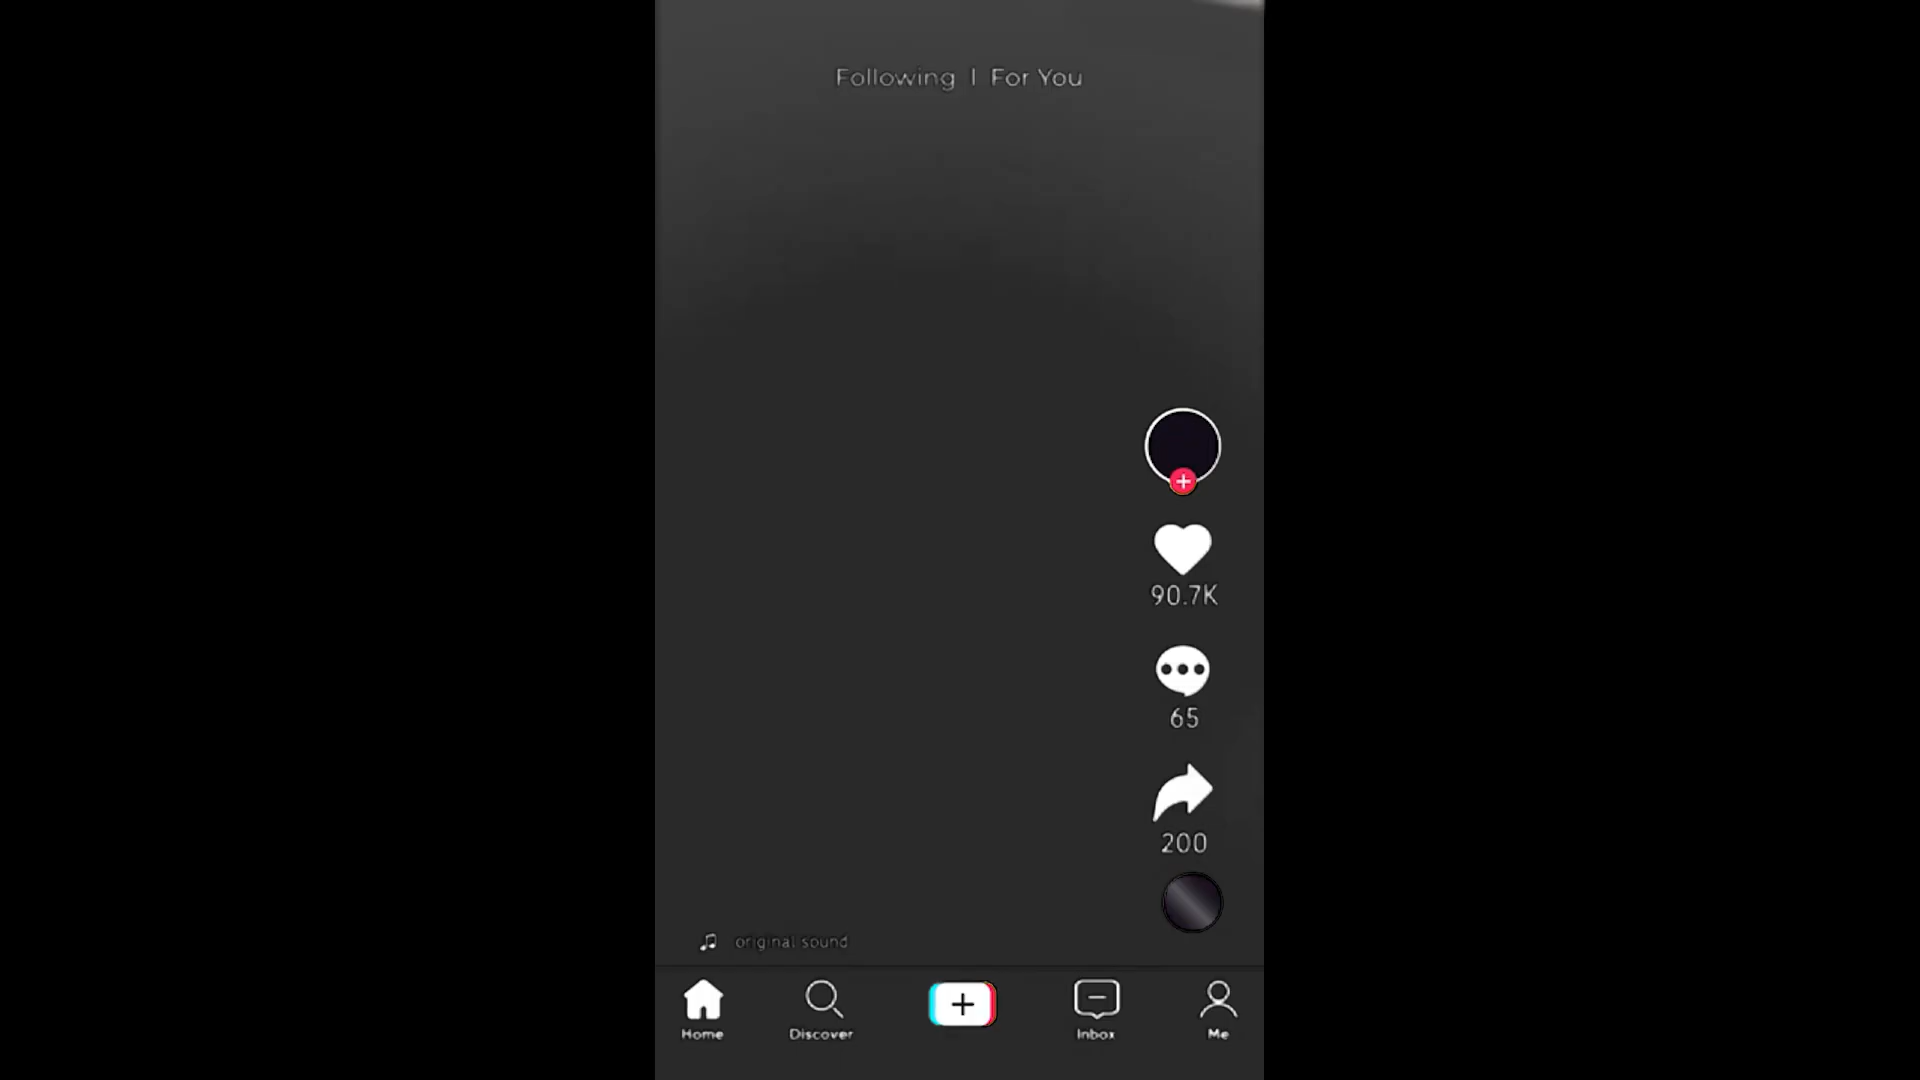 Following | For You
90.7K
65
200
original sound
Home
Discover
Inbox
Me